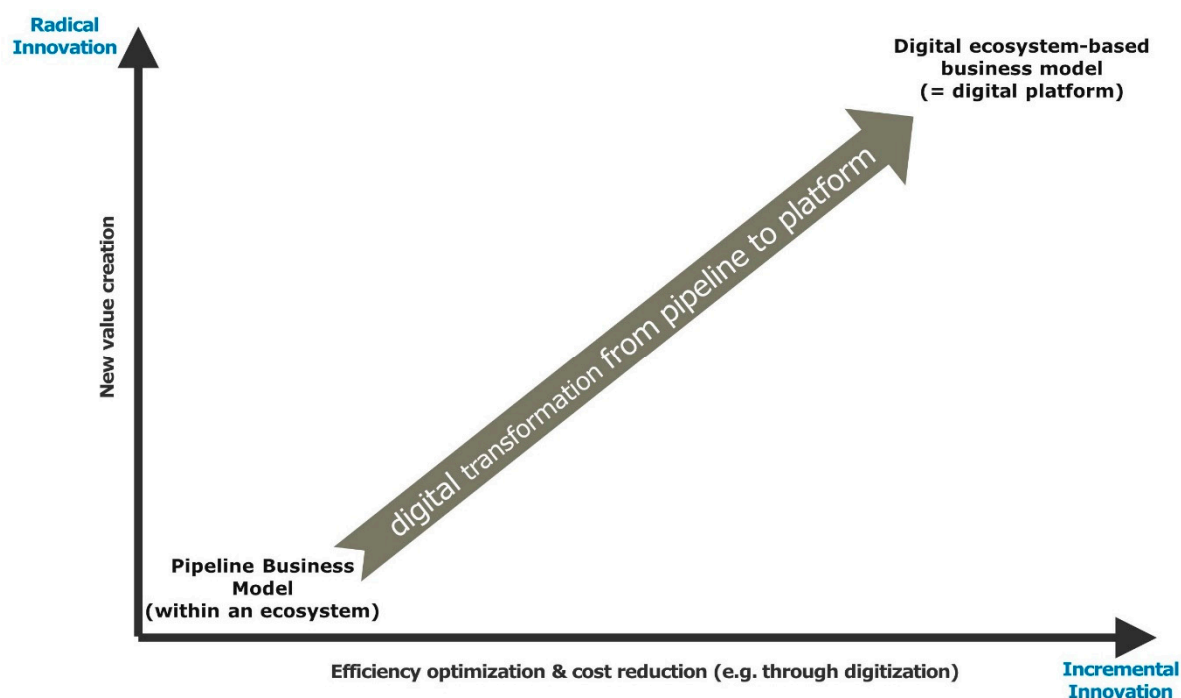 Radical
Innovation
Digital ecosystem-based
business model
(= digital platform)
New value creation
digital transformation from pipeline to platform
Pipeline Business
Model
(within an ecosystem)
Efficiency optimization & cost reduction (e.g. through digitization)
Incremental
Innovation